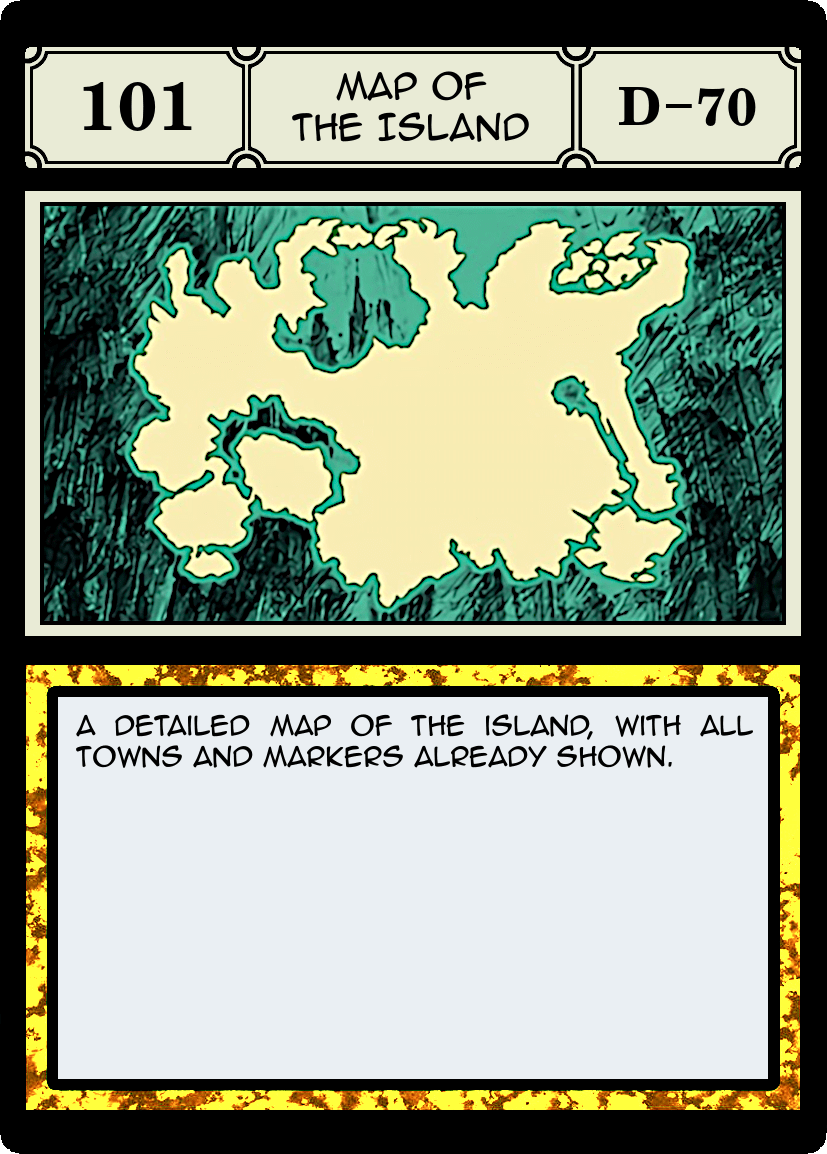 101
MAP OF
THE ISLAND
D-70
A DETAILED MAP OF THE ISLAND, WITH ALL
TOWNS AND MARKERS ALREADY SHOWN.